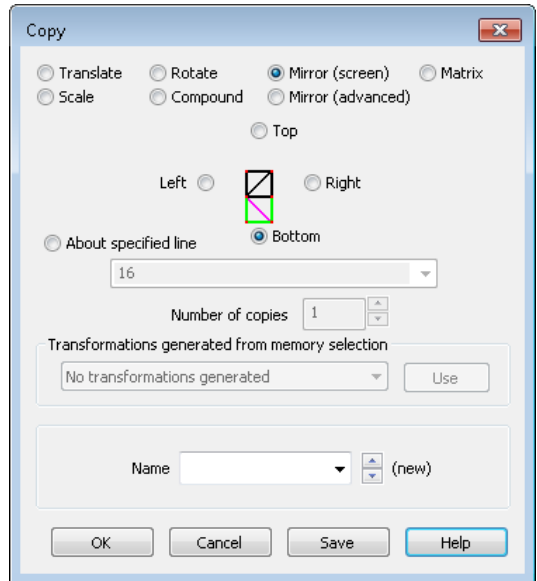 Copy
Translate Rotate Mirror (screen) Matrix
Scale Compound Mirror (advanced)
Top
Left Right
About specified line Bottom
16
Number of copies 1
Transformations generated from memory selection
No transformations generated Use
Name (new)
OK Cancel Save Help